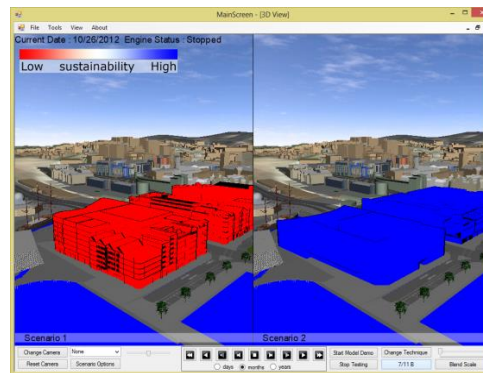 MainScreen - [3D View]
File Tools View About
Current Date : 10/26/2012 Engine Status : Stopped
Low sustainability High
Scenario 1
Scenario 2
Change Camera
None
Start Model Demo
Change Technique
Reset Camera
Scenario Options
days months years
Stop Testing
7/11 B
Blend Scale